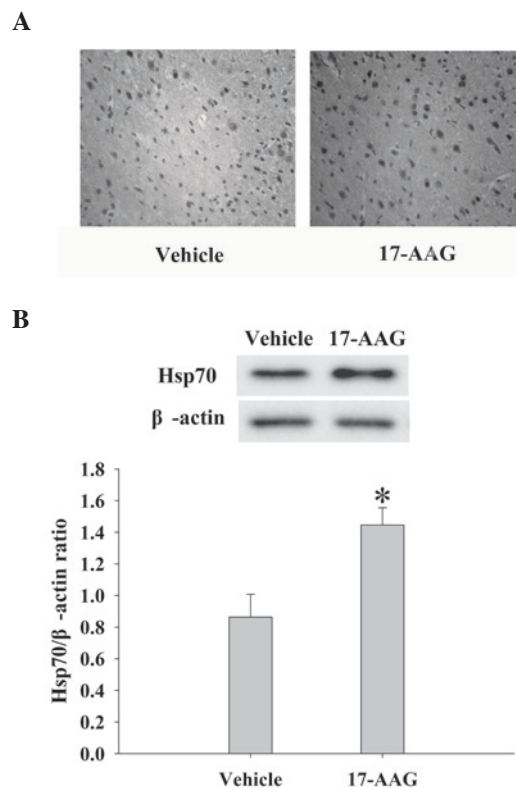 A
Vehicle 17-AAG
B
Vehicle 17-AAG
Hsp70
β -actin
Hsp70/β -actin ratio
1.8
1.6
1.4
1.2
1.0
0.8
0.6
0.4
0.2
0.0
*
Vehicle 17-AAG